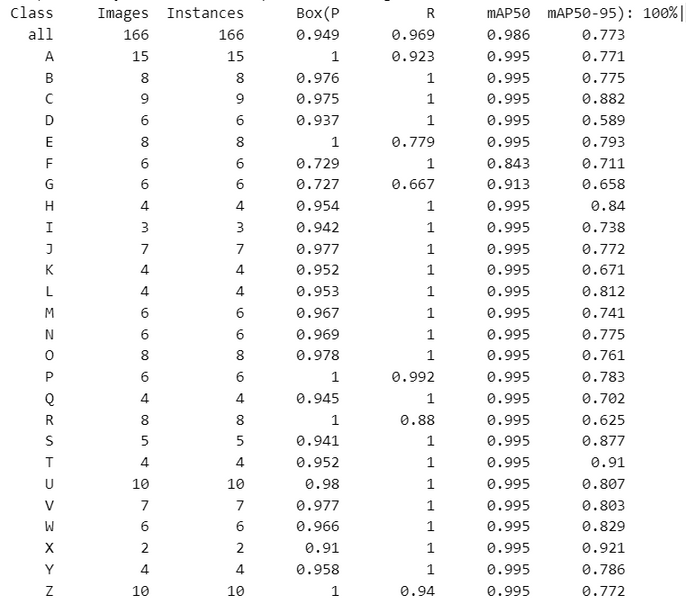 Class Images Instances Box(P R mAP50 mAP50-95): 100%|
all 166 166 0.949 0.969 0.986 0.773
A 15 15 1 0.923 0.995 0.771
B 8 8 0.976 1 0.995 0.775
C 9 9 0.975 1 0.995 0.882
D 6 6 0.937 1 0.995 0.589
E 8 8 1 0.779 0.995 0.793
F 6 6 0.729 1 0.843 0.711
G 6 6 0.727 0.667 0.913 0.658
H 4 4 0.954 1 0.995 0.84
I 3 3 0.942 1 0.995 0.738
J 7 7 0.977 1 0.995 0.772
K 4 4 0.952 1 0.995 0.671
L 4 4 0.953 1 0.995 0.812
M 6 6 0.967 1 0.995 0.741
N 6 6 0.969 1 0.995 0.775
O 8 8 0.978 1 0.995 0.761
P 6 6 1 0.992 0.995 0.783
Q 4 4 0.945 1 0.995 0.702
R 8 8 1 0.88 0.995 0.625
S 5 5 0.941 1 0.995 0.877
T 4 4 0.952 1 0.995 0.91
U 10 10 0.98 1 0.995 0.807
V 7 7 0.977 1 0.995 0.803
W 6 6 0.966 1 0.995 0.829
X 2 2 0.91 1 0.995 0.921
Y 4 4 0.958 1 0.995 0.786
Z 10 10 1 0.94 0.995 0.772